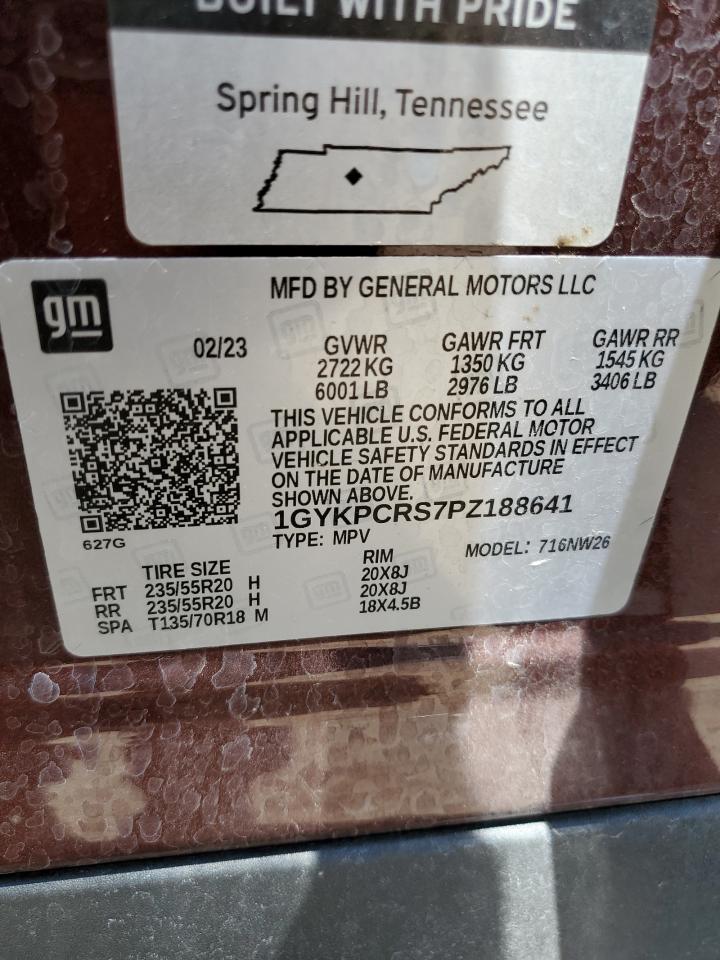 BUILT WITH PRIDE
Spring Hill, Tennessee
gm
MFD BY GENERAL MOTORS LLC
02/23 GVWR GAWR FRT GAWR RR
2722 KG 1350 KG 1545 KG
6001 LB 2976 LB 3406 LB
THIS VEHICLE CONFORMS TO ALL
APPLICABLE U.S. FEDERAL MOTOR
VEHICLE SAFETY STANDARDS IN EFFECT
ON THE DATE OF MANUFACTURE
SHOWN ABOVE.
1GYKPCRS7PZ188641
627G
TYPE: MPV MODEL: 716NW26
TIRE SIZE RIM
FRT 235/55R20 H 20X8J
RR 235/55R20 H 20X8J
SPA T135/70R18 M 18X4.5B